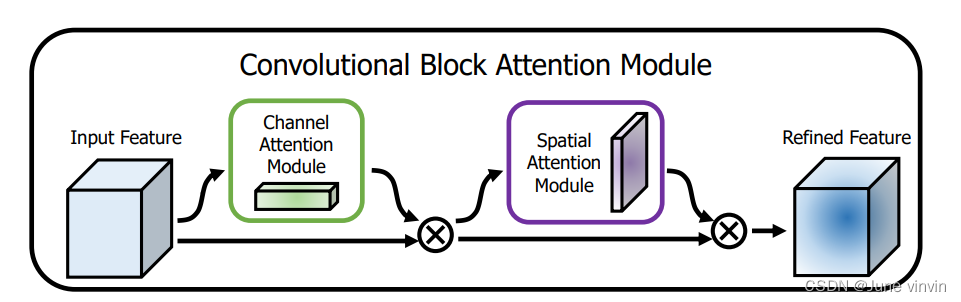 Convolutional Block Attention Module
Input Feature
Channel
Attention
Module
Spatial
Attention
Module
Refined Feature
CSDN @June vinvin